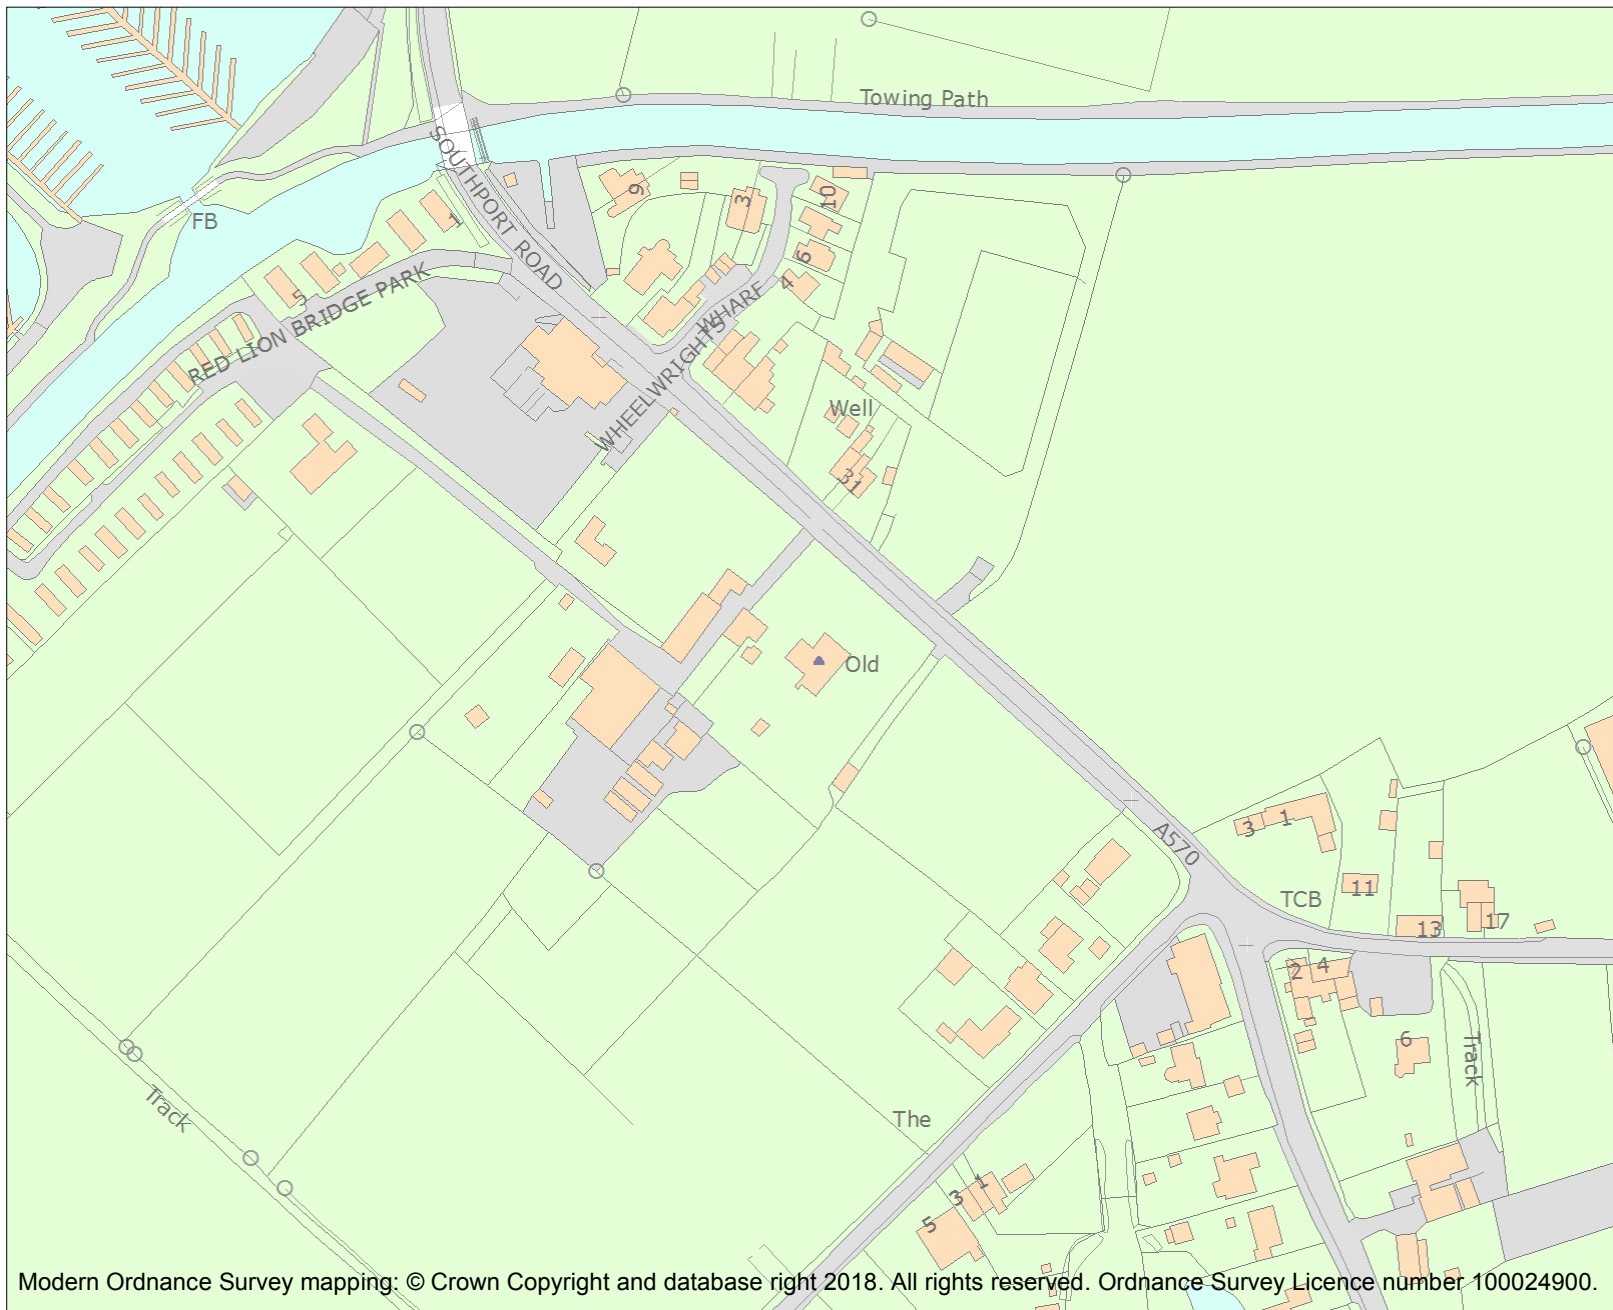 Towing Path
SOUTHPORT ROAD
9
3
10
FB
1
6
4
5
RED LION BRIDGE PARK
WHEELWRIGHTS WHARF
Well
31
Old
A570
3
1
11
TCB
13
17
2
4
6
Track
Track
The
1
3
5
Modern Ordnance Survey mapping: © Crown Copyright and database right 2018. All rights reserved. Ordnance Survey Licence number 100024900.